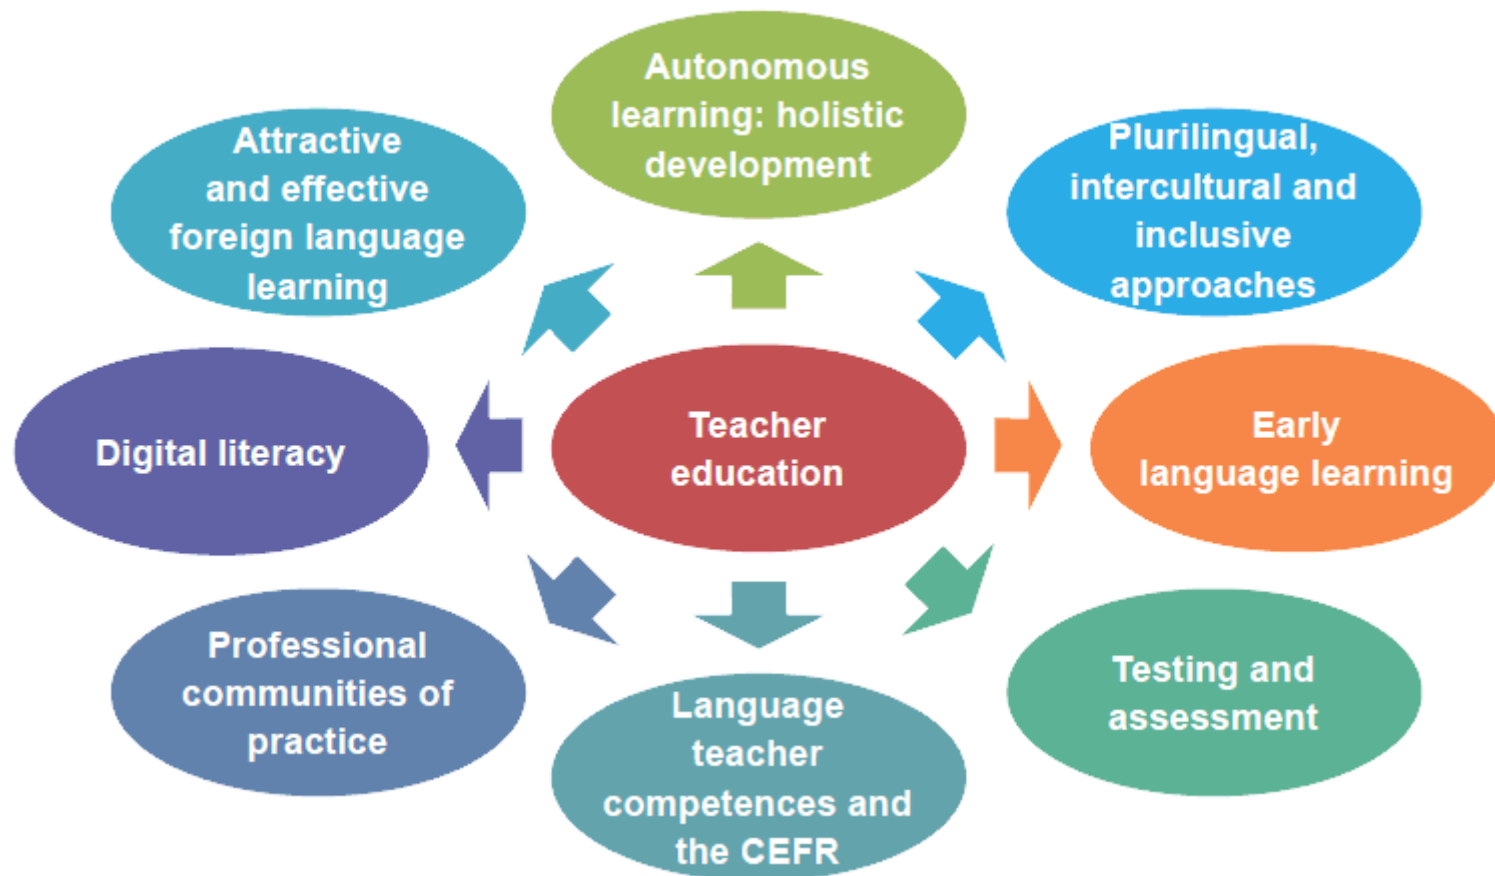 Autonomous
learning: holistic
development
Plurilingual,
intercultural and
inclusive
approaches
Early
language learning
Testing and
assessment
Language
teacher
competences and
the CEFR
Professional
communities of
practice
Digital literacy
Attractive
and effective
foreign language
learning
Teacher
education